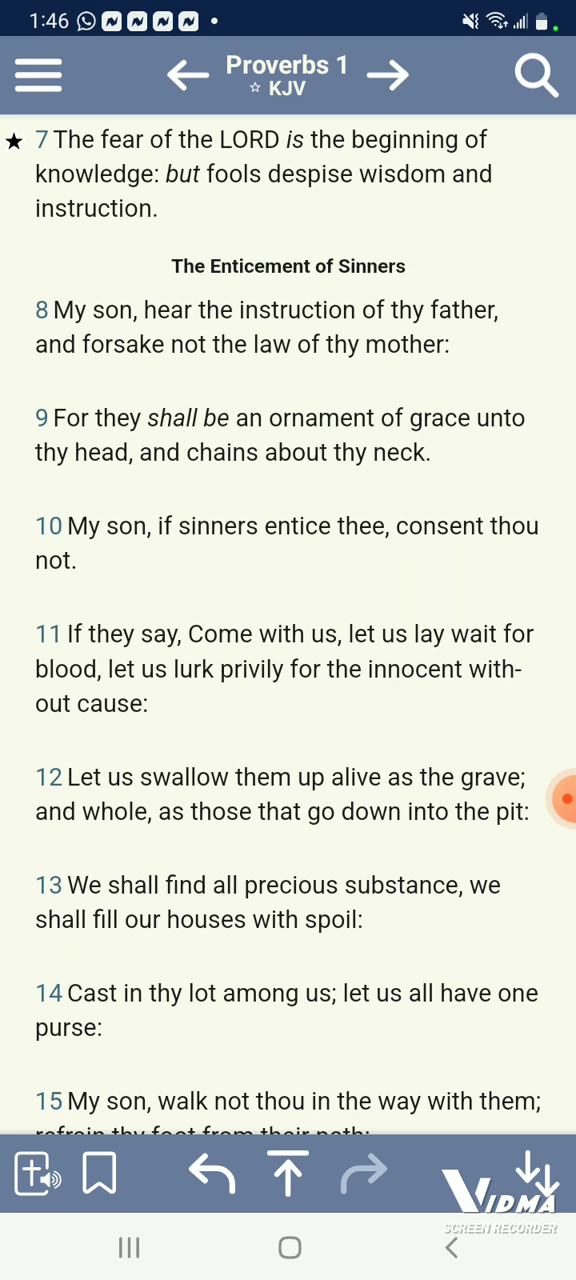 1:46
Proverbs 1
☆ KJV
★ 7 The fear of the LORD is the beginning of
knowledge: but fools despise wisdom and
instruction.
The Enticement of Sinners
8 My son, hear the instruction of thy father,
and forsake not the law of thy mother:
9 For they shall be an ornament of grace unto
thy head, and chains about thy neck.
10 My son, if sinners entice thee, consent thou
not.
11 If they say, Come with us, let us lay wait for
blood, let us lurk privily for the innocent with-
out cause:
12 Let us swallow them up alive as the grave;
and whole, as those that go down into the pit:
13 We shall find all precious substance, we
shall fill our houses with spoil:
14 Cast in thy lot among us; let us all have one
purse:
15 My son, walk not thou in the way with them;
refrain thy foot from their path:
VIDMA
SCREEN RECORDER